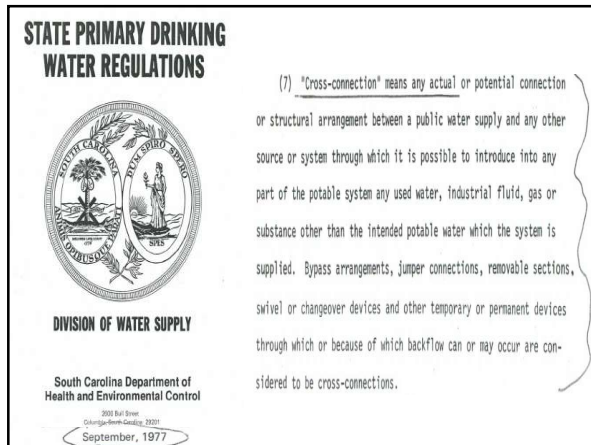 STATE PRIMARY DRINKING
WATER REGULATIONS
SOUTH CAROLINA
DUM SPIRO SPERO
SPES
DIVISION OF WATER SUPPLY
South Carolina Department of
Health and Environmental Control
2600 Bull Street
Columbia, South Carolina 29201
September, 1977
(7) "Cross-connection" means any actual or potential connection
or structural arrangement between a public water supply and any other
source or system through which it is possible to introduce into any
part of the potable system any used water, industrial fluid, gas or
substance other than the intended potable water which the system is
supplied. Bypass arrangements, jumper connections, removable sections,
swivel or changeover devices and other temporary or permanent devices
through which or because of which backflow can or may occur are con-
sidered to be cross-connections.